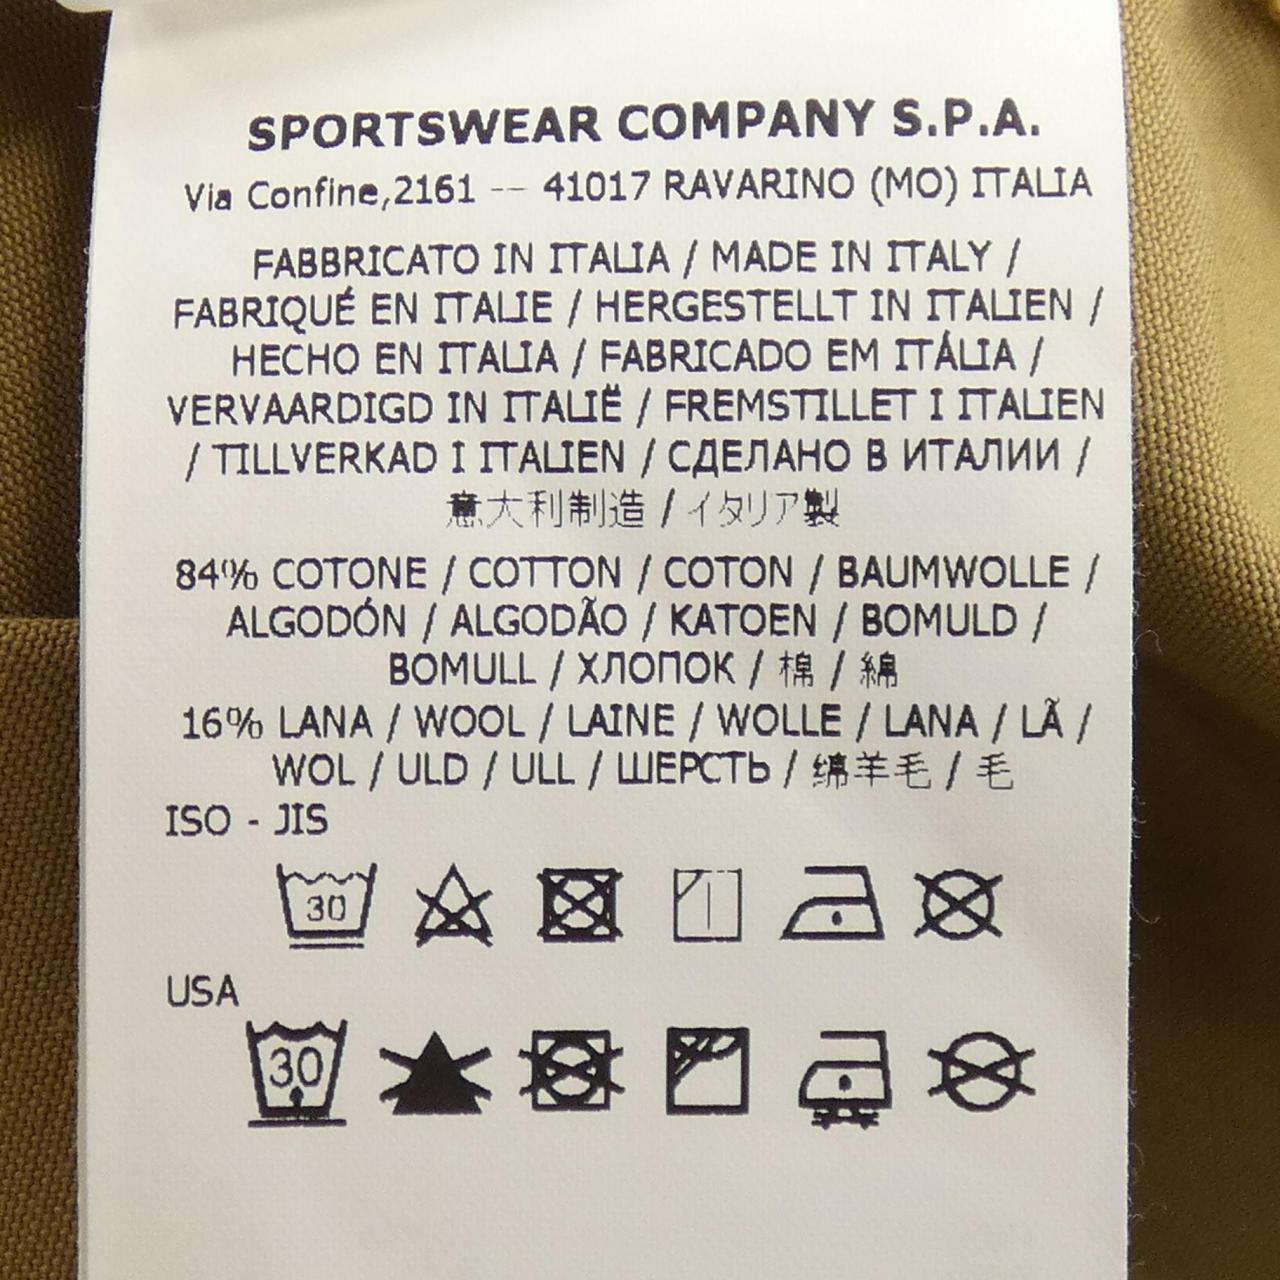 SPORTSWEAR COMPANY S.P.A.
Via Confine,2161 -- 41017 RAVARINO (MO) ITALIA
FABBRICATO IN ITALIA / MADE IN ITALY /
FABRIQUÉ EN ITALIE / HERGESTELLT IN ITALIEN /
HECHO EN ITALIA / FABRICADO EM ITÁLIA /
VERVAARDIGD IN ITALIË / FREMSTILLET I ITALIEN
/ TILLVERKAD I ITALIEN / СДЕЛАНО В ИТАЛИИ /
意大利制造 / イタリア製
84% COTONE / COTTON / COTON / BAUMWOLLE /
ALGODÓN / ALGODÃO / KATOEN / BOMULD /
BOMULL / ХЛОПОК / 棉 / 綿
16% LANA / WOOL / LAINE / WOLLE / LANA / LÃ /
WOL / ULD / ULL / ШЕРСТЬ / 绵羊毛 / 毛
ISO - JIS
30
USA
30